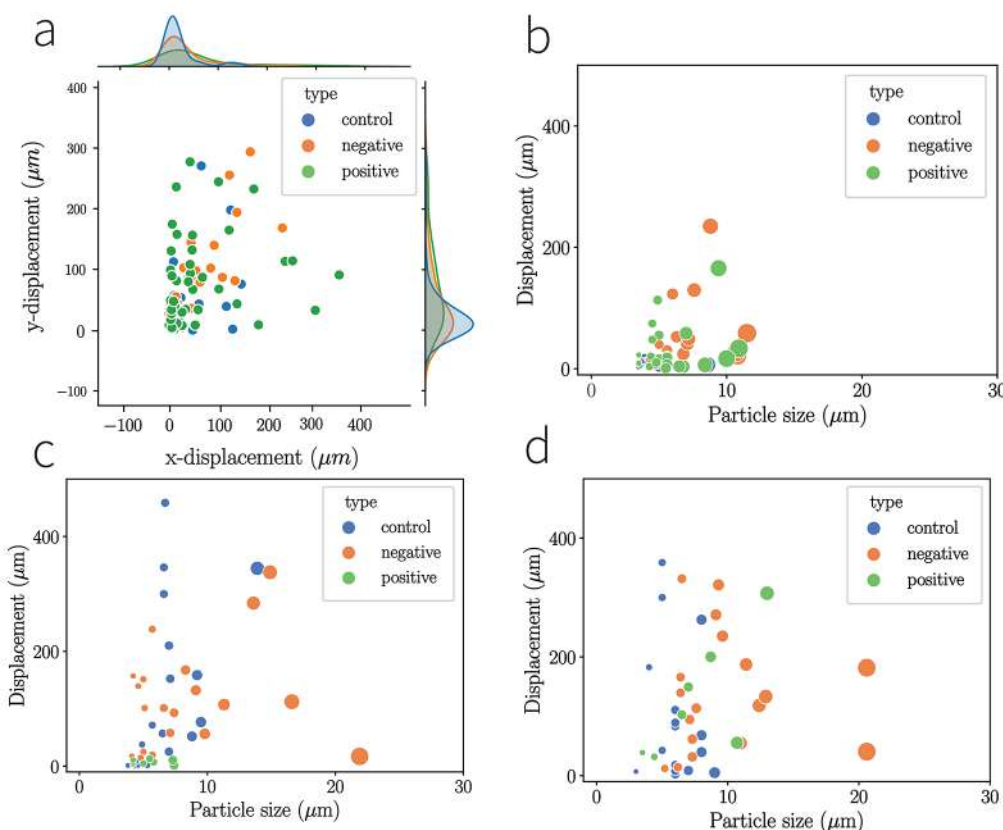 a
400
300
200
100
0
−100
y-displacement (μm)
−100
0
100
200
300
400
x-displacement (μm)
type
control
negative
positive
b
400
200
0
Displacement (μm)
0
10
20
30
Particle size (μm)
type
control
negative
positive
c
400
200
0
Displacement (μm)
0
10
20
30
Particle size (μm)
type
control
negative
positive
d
400
200
0
Displacement (μm)
0
10
20
30
Particle size (μm)
type
control
negative
positive